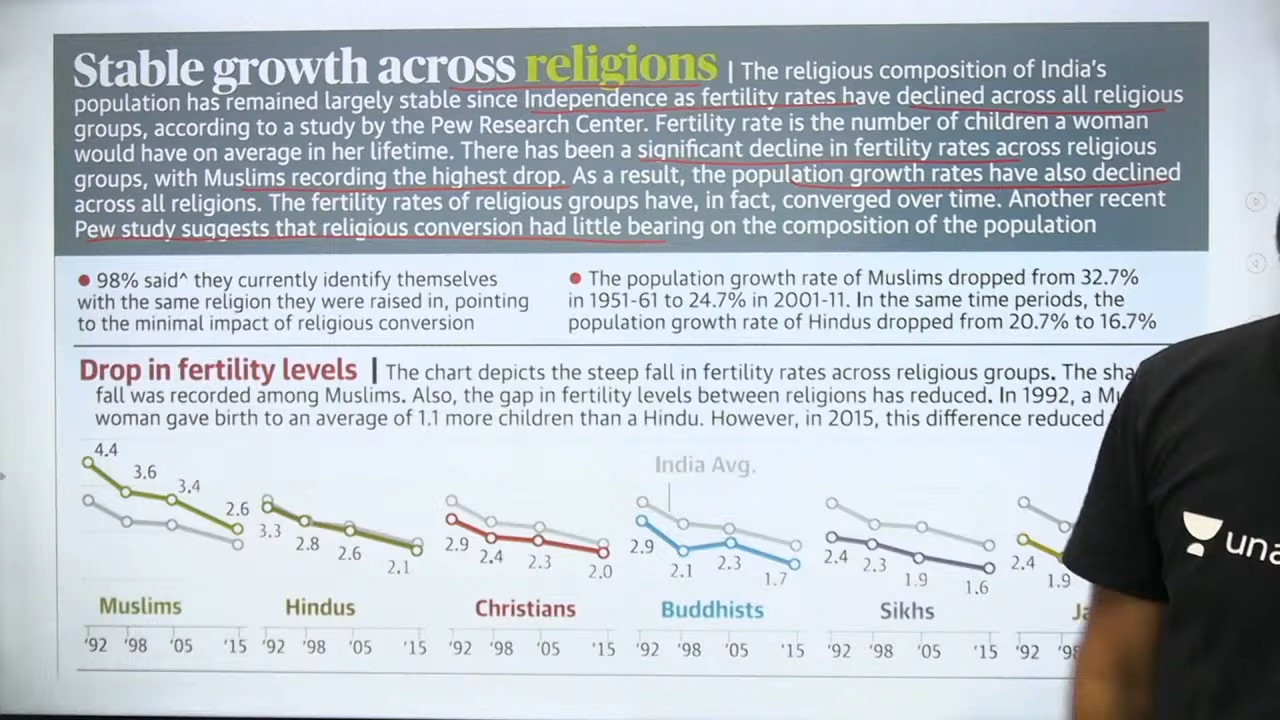 Stable growth across religions | The religious composition of India's
population has remained largely stable since Independence as fertility rates have declined across all religious
groups, according to a study by the Pew Research Center. Fertility rate is the number of children a woman
would have on average in her lifetime. There has been a significant decline in fertility rates across religious
groups, with Muslims recording the highest drop. As a result, the population growth rates have also declined
across all religions. The fertility rates of religious groups have, in fact, converged over time. Another recent
Pew study suggests that religious conversion had little bearing on the composition of the population
● 98% said^ they currently identify themselves
with the same religion they were raised in, pointing
to the minimal impact of religious conversion
● The population growth rate of Muslims dropped from 32.7%
in 1951-61 to 24.7% in 2001-11. In the same time periods, the
population growth rate of Hindus dropped from 20.7% to 16.7%
Drop in fertility levels | The chart depicts the steep fall in fertility rates across religious groups. The
fall was recorded among Muslims. Also, the gap in fertility levels between religions has reduced. In 1992, a
woman gave birth to an average of 1.1 more children than a Hindu. However, in 2015, this difference reduced
4.4 3.6 3.4 2.6
Muslims
'92 '98 '05 '15
3.3 2.8 2.6 2.1
Hindus
'92 '98 '05 '15
2.9 2.4 2.3 2.0
Christians
'92 '98 '05 '15
India Avg.
2.9 2.1 2.3 1.7
Buddhists
'92 '98 '05 '15
2.4 2.3 1.9 1.6
Sikhs
'92 '98 '05 '15
2.4 1.9
'92
una